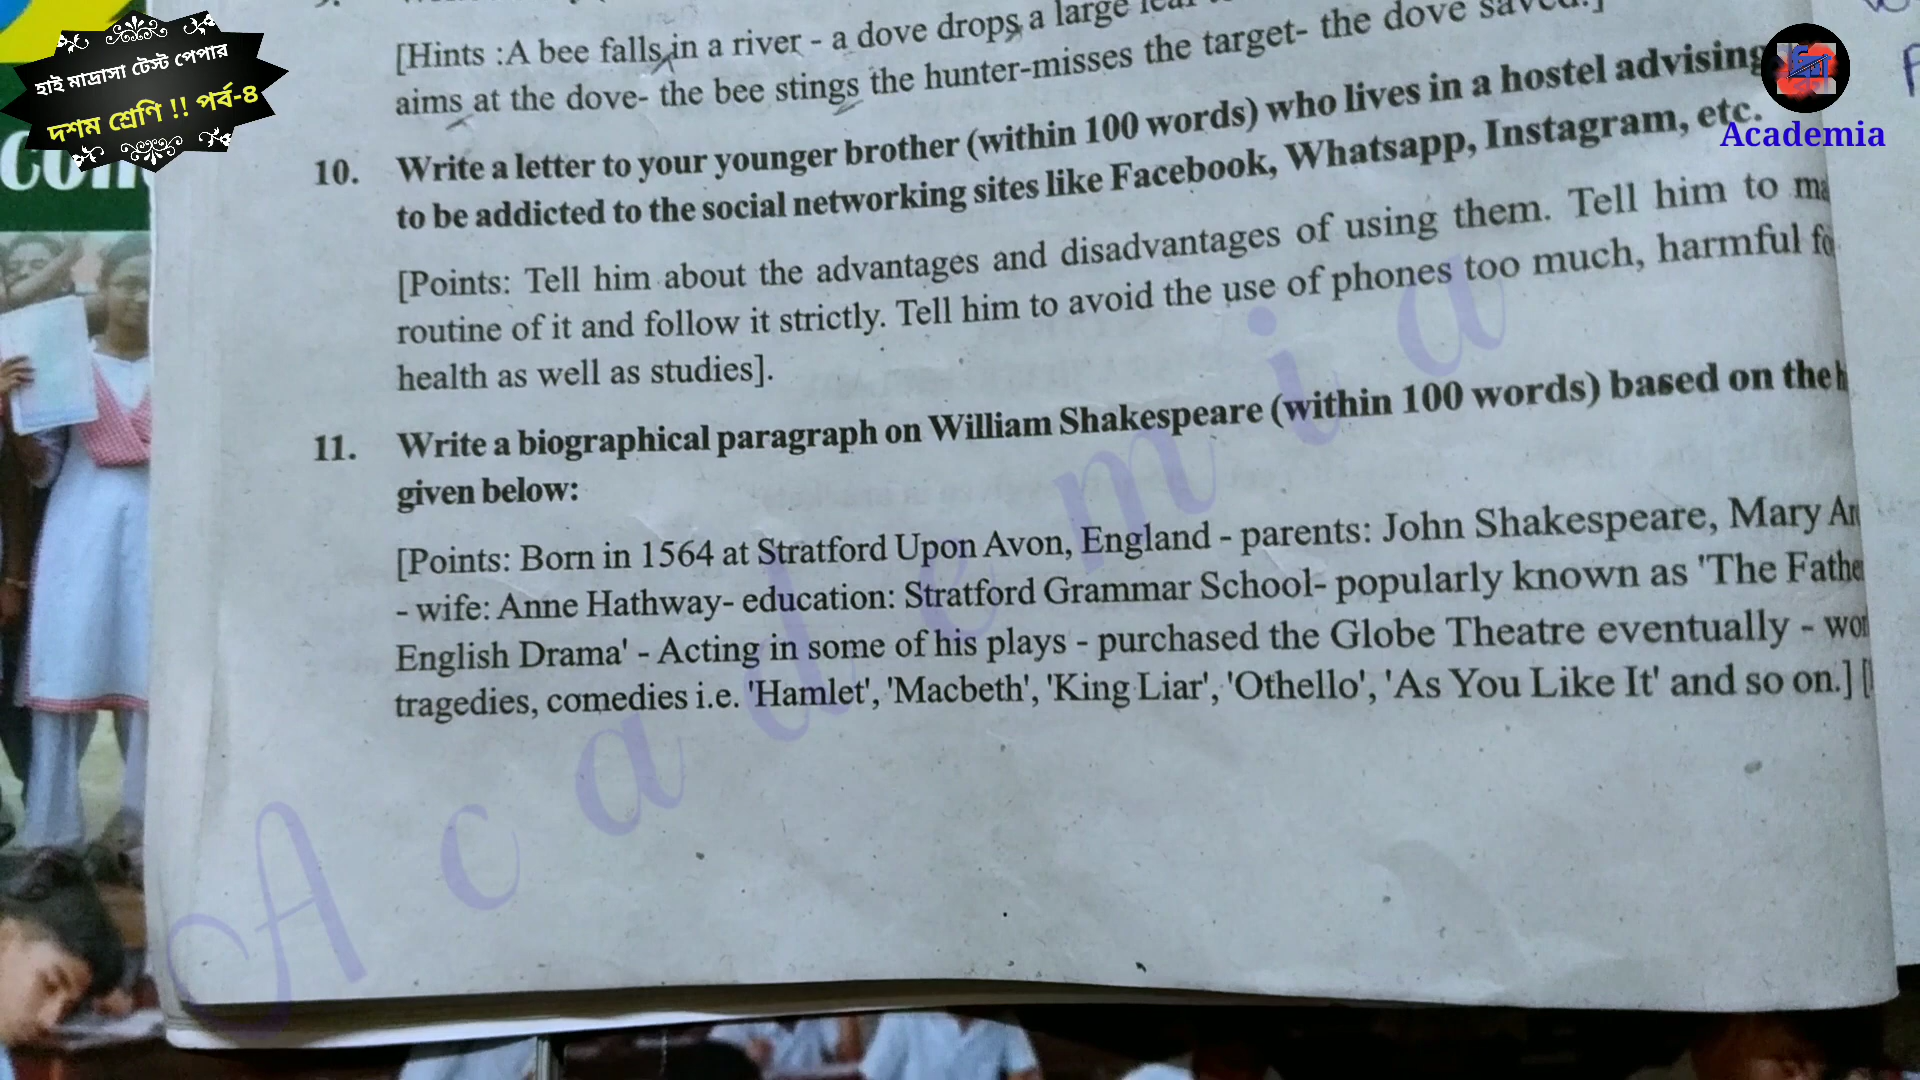 হাই মাদ্রাসা টেস্ট পেপার
দশম শ্রেণি !! পর্ব-৪
Academia
[Hints :A bee falls in a river - a dove drops a large
aims at the dove- the bee stings the hunter-misses the target- the dove saved.]
10. Write a letter to your younger brother (within 100 words) who lives in a hostel advising
to be addicted to the social networking sites like Facebook, Whatsapp, Instagram, etc.
[Points: Tell him about the advantages and disadvantages of using them. Tell him to
routine of it and follow it strictly. Tell him to avoid the use of phones too much, harmful
health as well as studies].
11. Write a biographical paragraph on William Shakespeare (within 100 words) based on the
given below:
[Points: Born in 1564 at Stratford Upon Avon, England - parents: John Shakespeare, Mary
- wife: Anne Hathway- education: Stratford Grammar School- popularly known as 'The
English Drama' - Acting in some of his plays - purchased the Globe Theatre eventually -
tragedies, comedies i.e. 'Hamlet', 'Macbeth', 'King Liar', 'Othello', 'As You Like It' and so on.] [
Academia